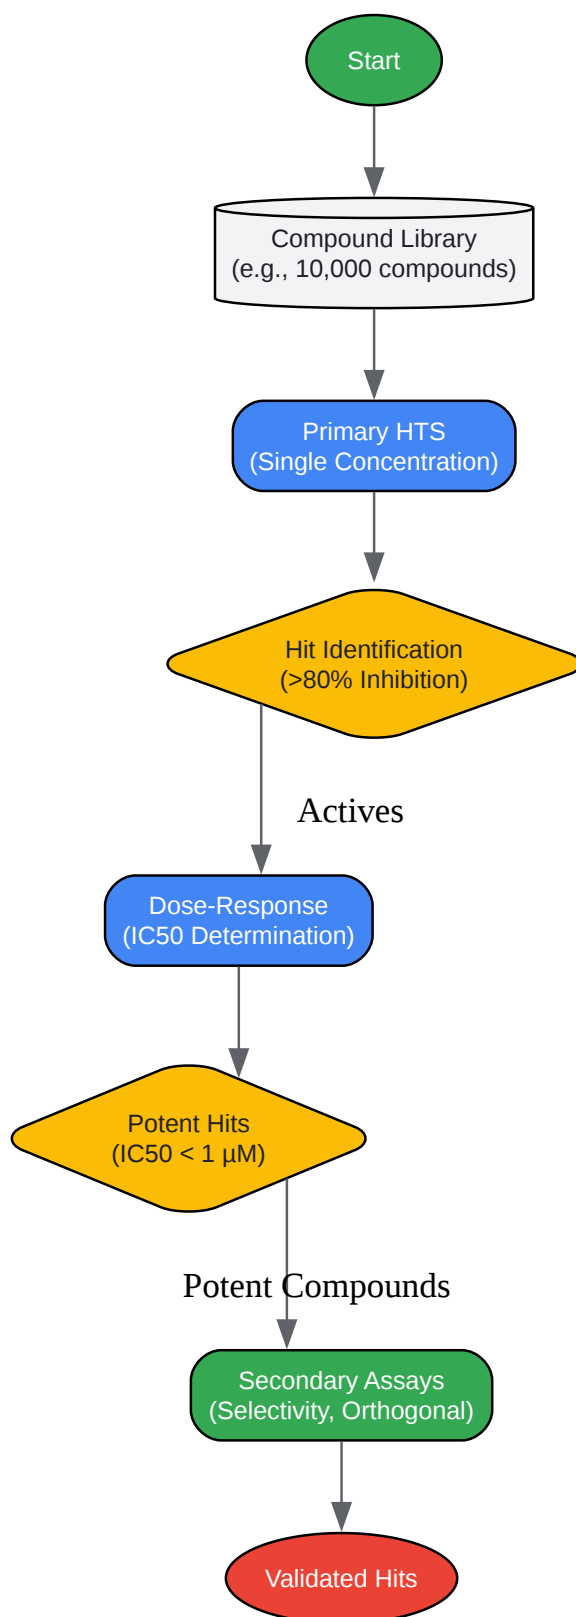 Start
Compound Library
(e.g., 10,000 compounds)
Primary HTS
(Single Concentration)
Hit Identification
(>80% Inhibition)
Actives
Dose-Response
(IC50 Determination)
Potent Hits
(IC50 < 1 µM)
Potent Compounds
Secondary Assays
(Selectivity, Orthogonal)
Validated Hits